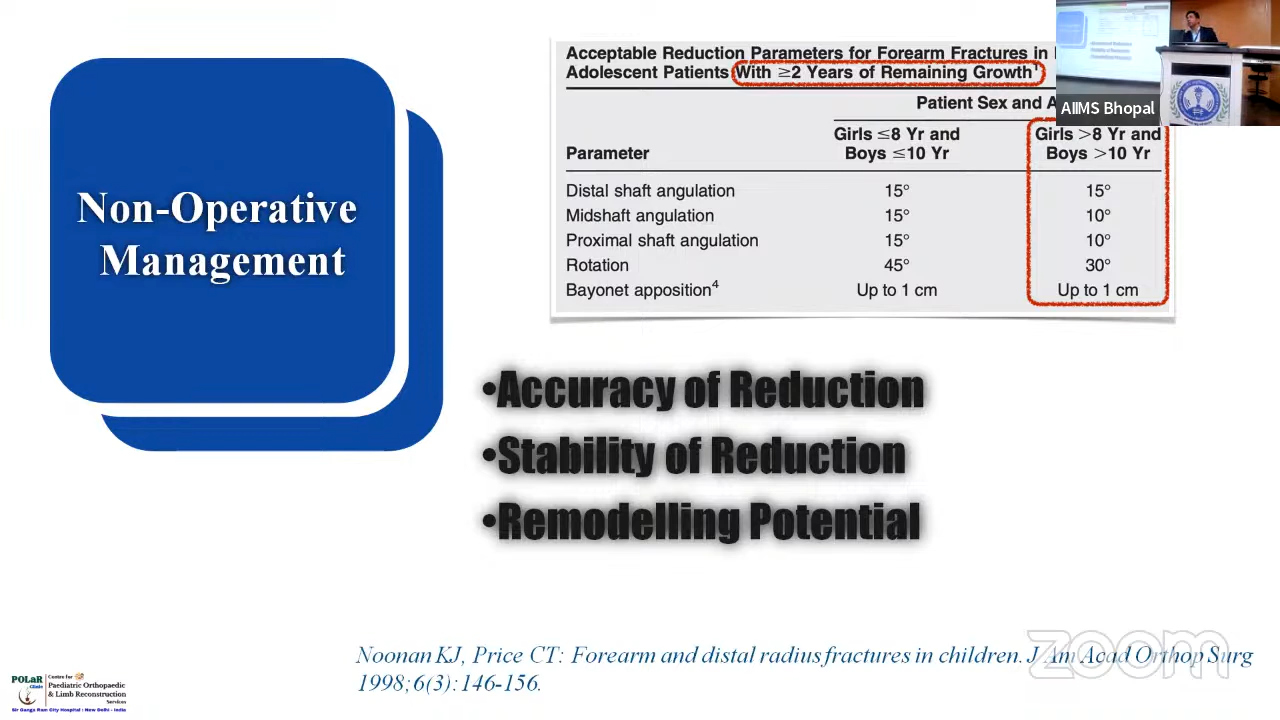 Non-Operative
Management
Acceptable Reduction Parameters for Forearm Fractures in
Adolescent Patients With ≥2 Years of Remaining Growth¹
Patient Sex and
Parameter
Girls ≤8 Yr and
Boys ≤10 Yr
Girls >8 Yr and
Boys >10 Yr
Distal shaft angulation 15° 15°
Midshaft angulation 15° 10°
Proximal shaft angulation 15° 10°
Rotation 45° 30°
Bayonet apposition⁴ Up to 1 cm Up to 1 cm
AIIMS Bhopal
•Accuracy of Reduction
•Stability of Reduction
•Remodelling Potential
Noonan KJ, Price CT: Forearm and distal radius fractures in children. J Am Acad Orthop Surg
1998;6(3):146-156.
zoom
POLaR
Clinic
Centre for
Paediatric Orthopaedic
& Limb Reconstruction
Services
Sir Ganga Ram City Hospital : New Delhi - India